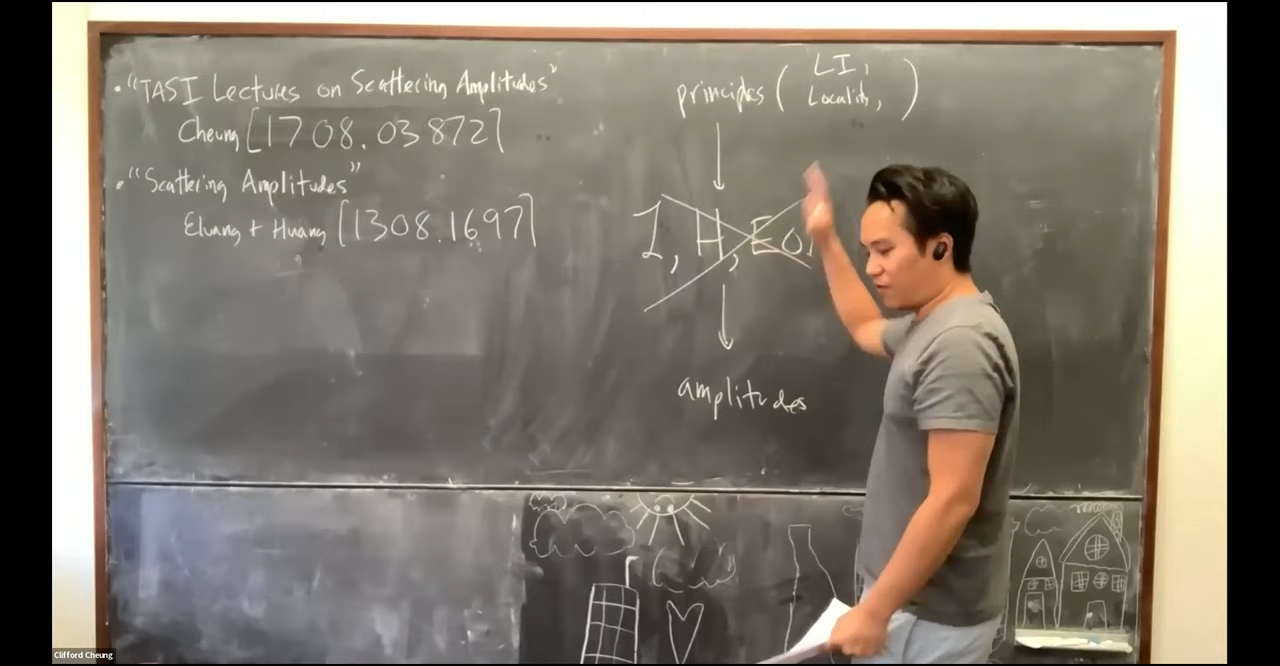 • "TASI Lectures on Scattering Amplitudes"
Cheung [1708.03872]
• "Scattering Amplitudes"
Elvang + Huang [1308.1697]
principles ( LI,
Locality, )
L, H, EO
amplitudes
Clifford Cheung